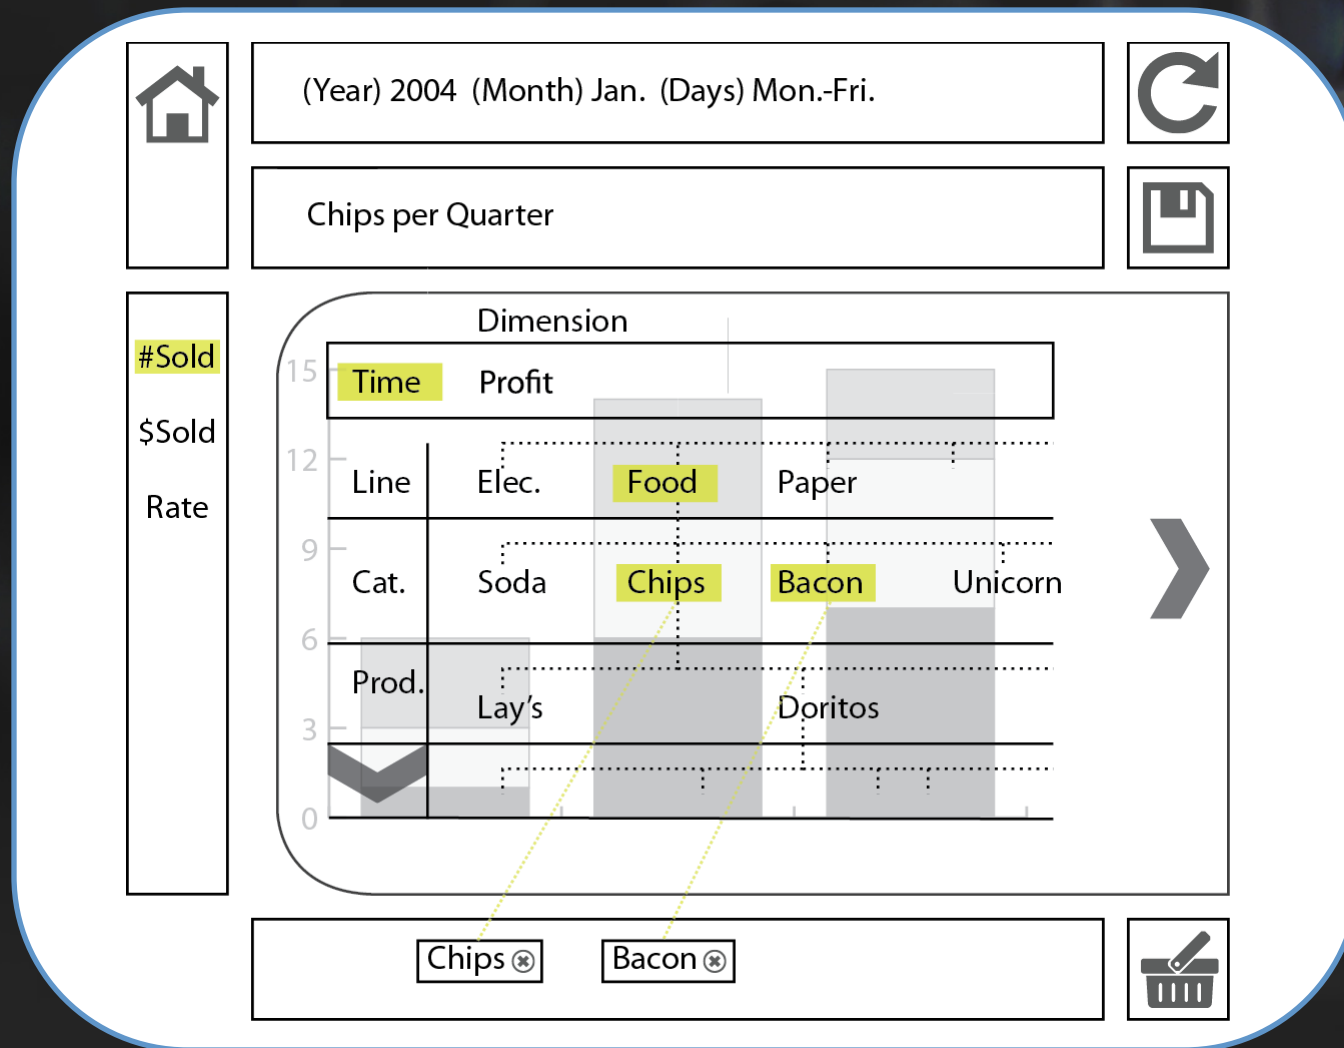 (Year) 2004 (Month) Jan. (Days) Mon.-Fri.
Chips per Quarter
#Sold
$Sold
Rate
Dimension
15
Time Profit
12
Line Elec. Food Paper
9
Cat. Soda Chips Bacon Unicorn
6
Prod. Lay's Doritos
3
0
Chips Bacon